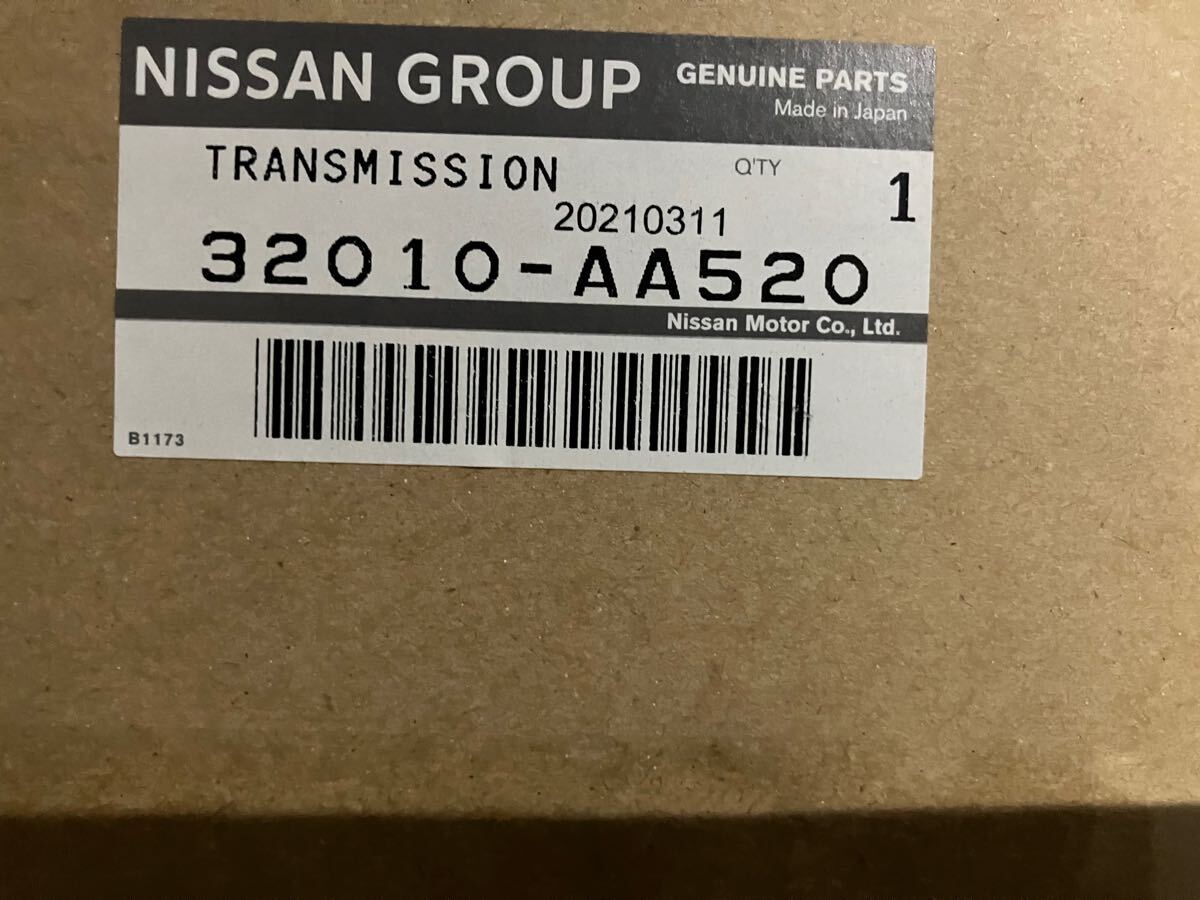 NISSAN GROUP GENUINE PARTS
Made in Japan
TRANSMISSION Q'TY 1
20210311
32010-AA520
Nissan Motor Co., Ltd.
B1173